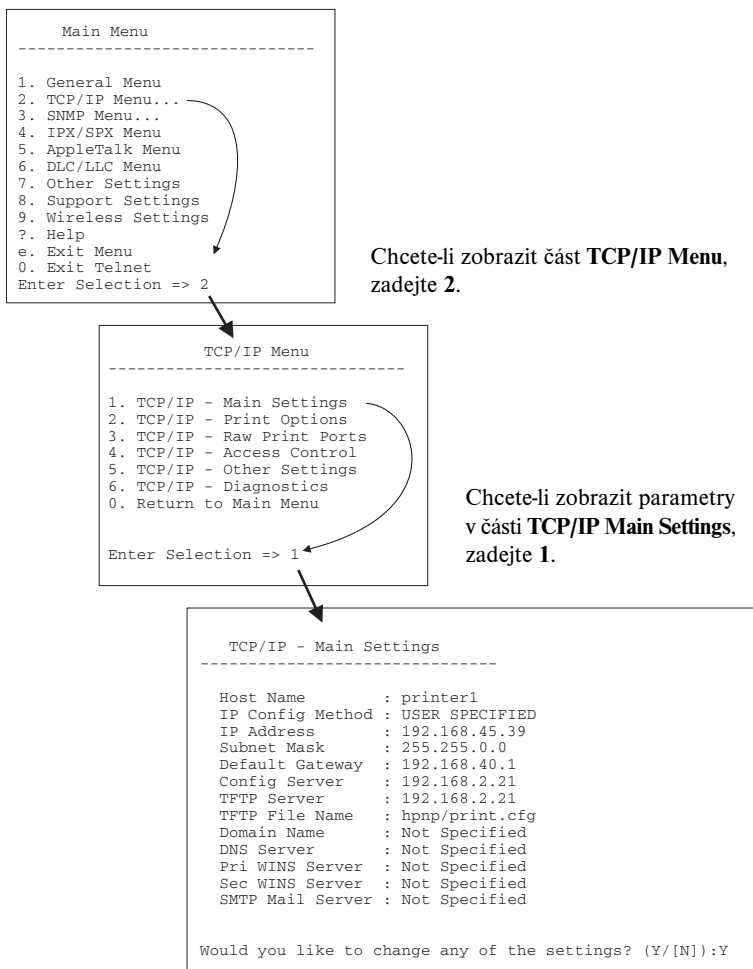 Main Menu
-------------------------------
1. General Menu
2. TCP/IP Menu...
3. SNMP Menu...
4. IPX/SPX Menu
5. AppleTalk Menu
6. DLC/LLC Menu
7. Other Settings
8. Support Settings
9. Wireless Settings
?. Help
e. Exit Menu
0. Exit Telnet
Enter Selection => 2
Chcete-li zobrazit část TCP/IP Menu,
zadejte 2.
TCP/IP Menu
-------------------------------
1. TCP/IP - Main Settings
2. TCP/IP - Print Options
3. TCP/IP - Raw Print Ports
4. TCP/IP - Access Control
5. TCP/IP - Other Settings
6. TCP/IP - Diagnostics
0. Return to Main Menu
Enter Selection => 1
Chcete-li zobrazit parametry
v části TCP/IP Main Settings,
zadejte 1.
TCP/IP - Main Settings
-------------------------------
Host Name : printer1
IP Config Method : USER SPECIFIED
IP Address : 192.168.45.39
Subnet Mask : 255.255.0.0
Default Gateway : 192.168.40.1
Config Server : 192.168.2.21
TFTP Server : 192.168.2.21
TFTP File Name : hpnp/print.cfg
Domain Name : Not Specified
DNS Server : Not Specified
Pri WINS Server : Not Specified
Sec WINS Server : Not Specified
SMTP Mail Server : Not Specified
Would you like to change any of the settings? (Y/[N]):Y